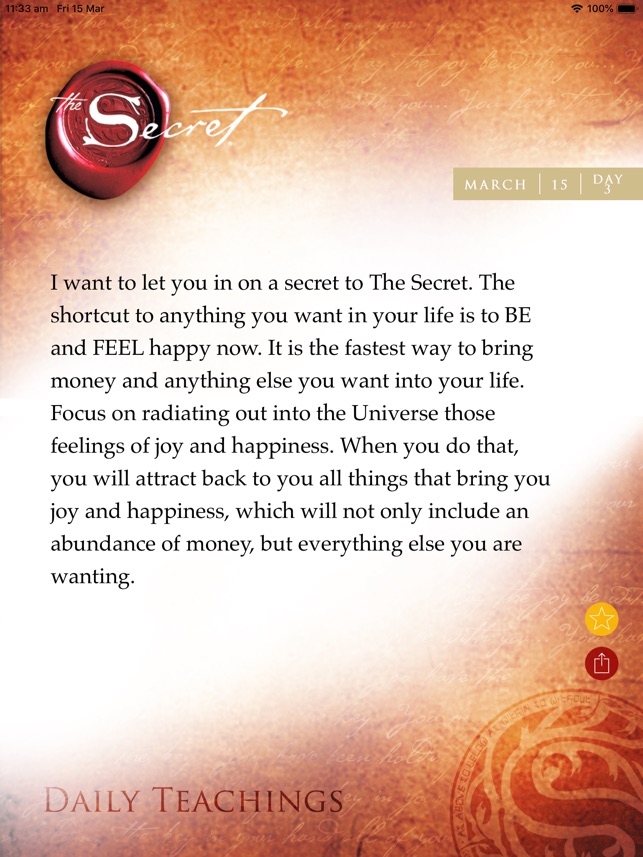 11:33 am Fri 15 Mar
100%
the Secret
MARCH | 15 | DAY 3
I want to let you in on a secret to The Secret. The
shortcut to anything you want in your life is to BE
and FEEL happy now. It is the fastest way to bring
money and anything else you want into your life.
Focus on radiating out into the Universe those
feelings of joy and happiness. When you do that,
you will attract back to you all things that bring you
joy and happiness, which will not only include an
abundance of money, but everything else you are
wanting.
DAILY TEACHINGS